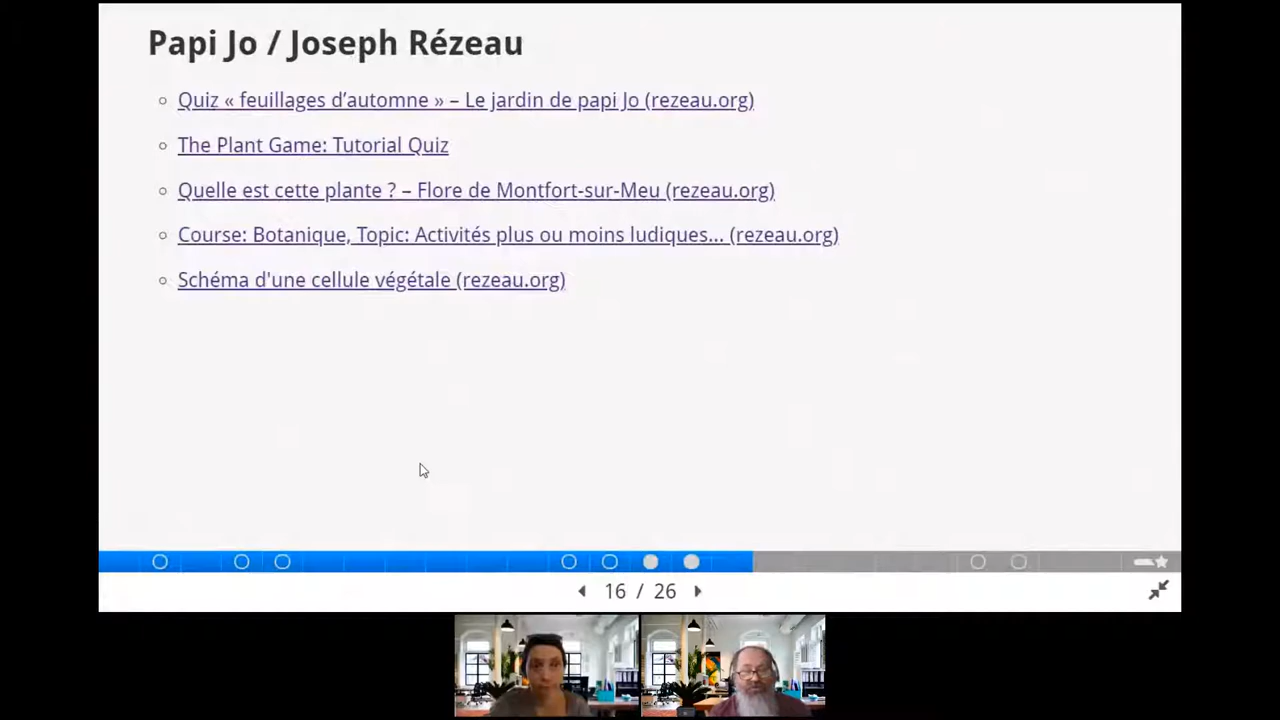 Papi Jo / Joseph Rézeau
Quiz « feuillages d’automne » – Le jardin de papi Jo (rezeau.org)
The Plant Game: Tutorial Quiz
Quelle est cette plante ? – Flore de Montfort-sur-Meu (rezeau.org)
Course: Botanique, Topic: Activités plus ou moins ludiques... (rezeau.org)
Schéma d'une cellule végétale (rezeau.org)
16 / 26